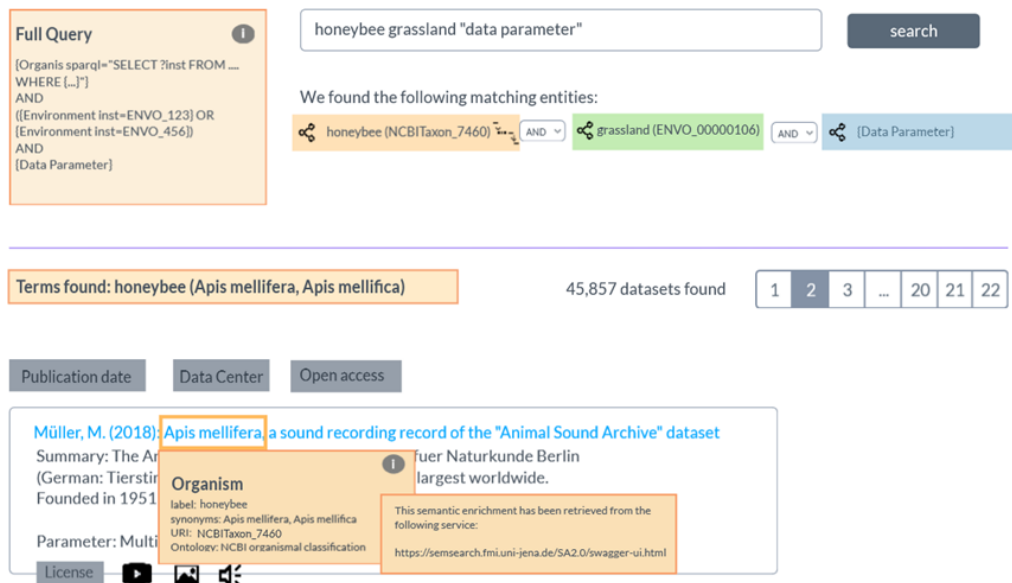 Full Query
i
{Organis sparql="SELECT ?inst FROM ....
WHERE {...}"}
AND
({Environment inst=ENVO_123} OR
{Environment inst=ENVO_456})
AND
{Data Parameter}
honeybee grassland "data parameter"
search
We found the following matching entities:
honeybee (NCBITaxon_7460)
AND
grassland (ENVO_00000106)
AND
{Data Parameter}
Terms found: honeybee (Apis mellifera, Apis mellifica)
45,857 datasets found
1 2 3 ... 20 21 22
Publication date
Data Center
Open access
Müller, M. (2018): Apis mellifera, a sound recording record of the "Animal Sound Archive" dataset
Summary: The Ar fuer Naturkunde Berlin
(German: Tierstin largest worldwide.
Founded in 1951
Parameter: Multi
License
Organism
i
label: honeybee
synonyms: Apis mellifera, Apis mellifica
URI: NCBITaxon_7460
Ontology: NCBI organismal classification
This semantic enrichment has been retrieved from the
following service:
https://semsearch.fmi.uni-jena.de/SA2.0/swagger-ui.html